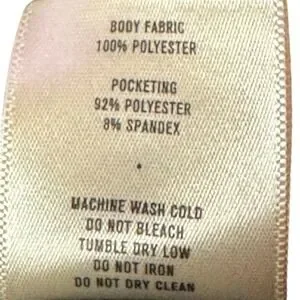 BODY FABRIC
100% POLYESTER
POCKETING
92% POLYESTER
8% SPANDEX
MACHINE WASH COLD
DO NOT BLEACH
TUMBLE DRY LOW
DO NOT IRON
DO NOT DRY CLEAN